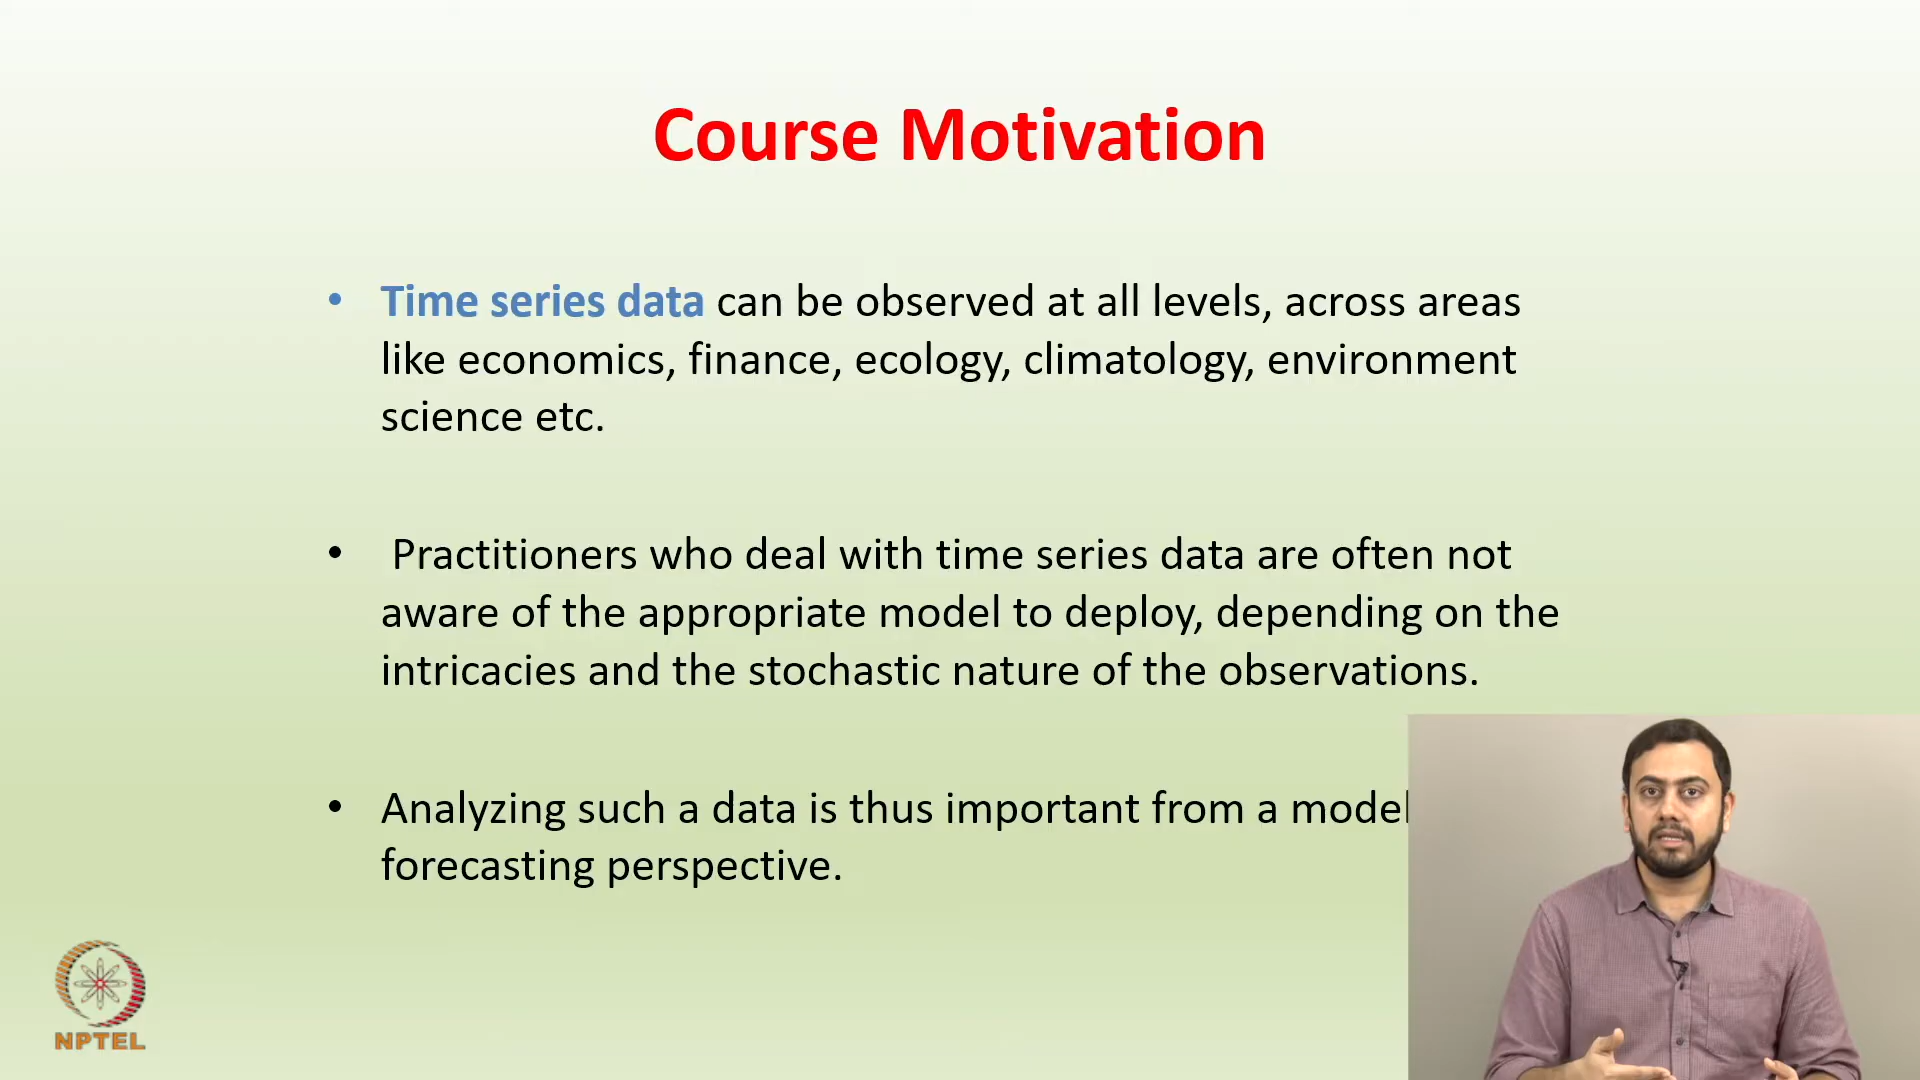 Course Motivation
• Time series data can be observed at all levels, across areas
like economics, finance, ecology, climatology, environment
science etc.
• Practitioners who deal with time series data are often not
aware of the appropriate model to deploy, depending on the
intricacies and the stochastic nature of the observations.
• Analyzing such a data is thus important from a
forecasting perspective.
NPTEL